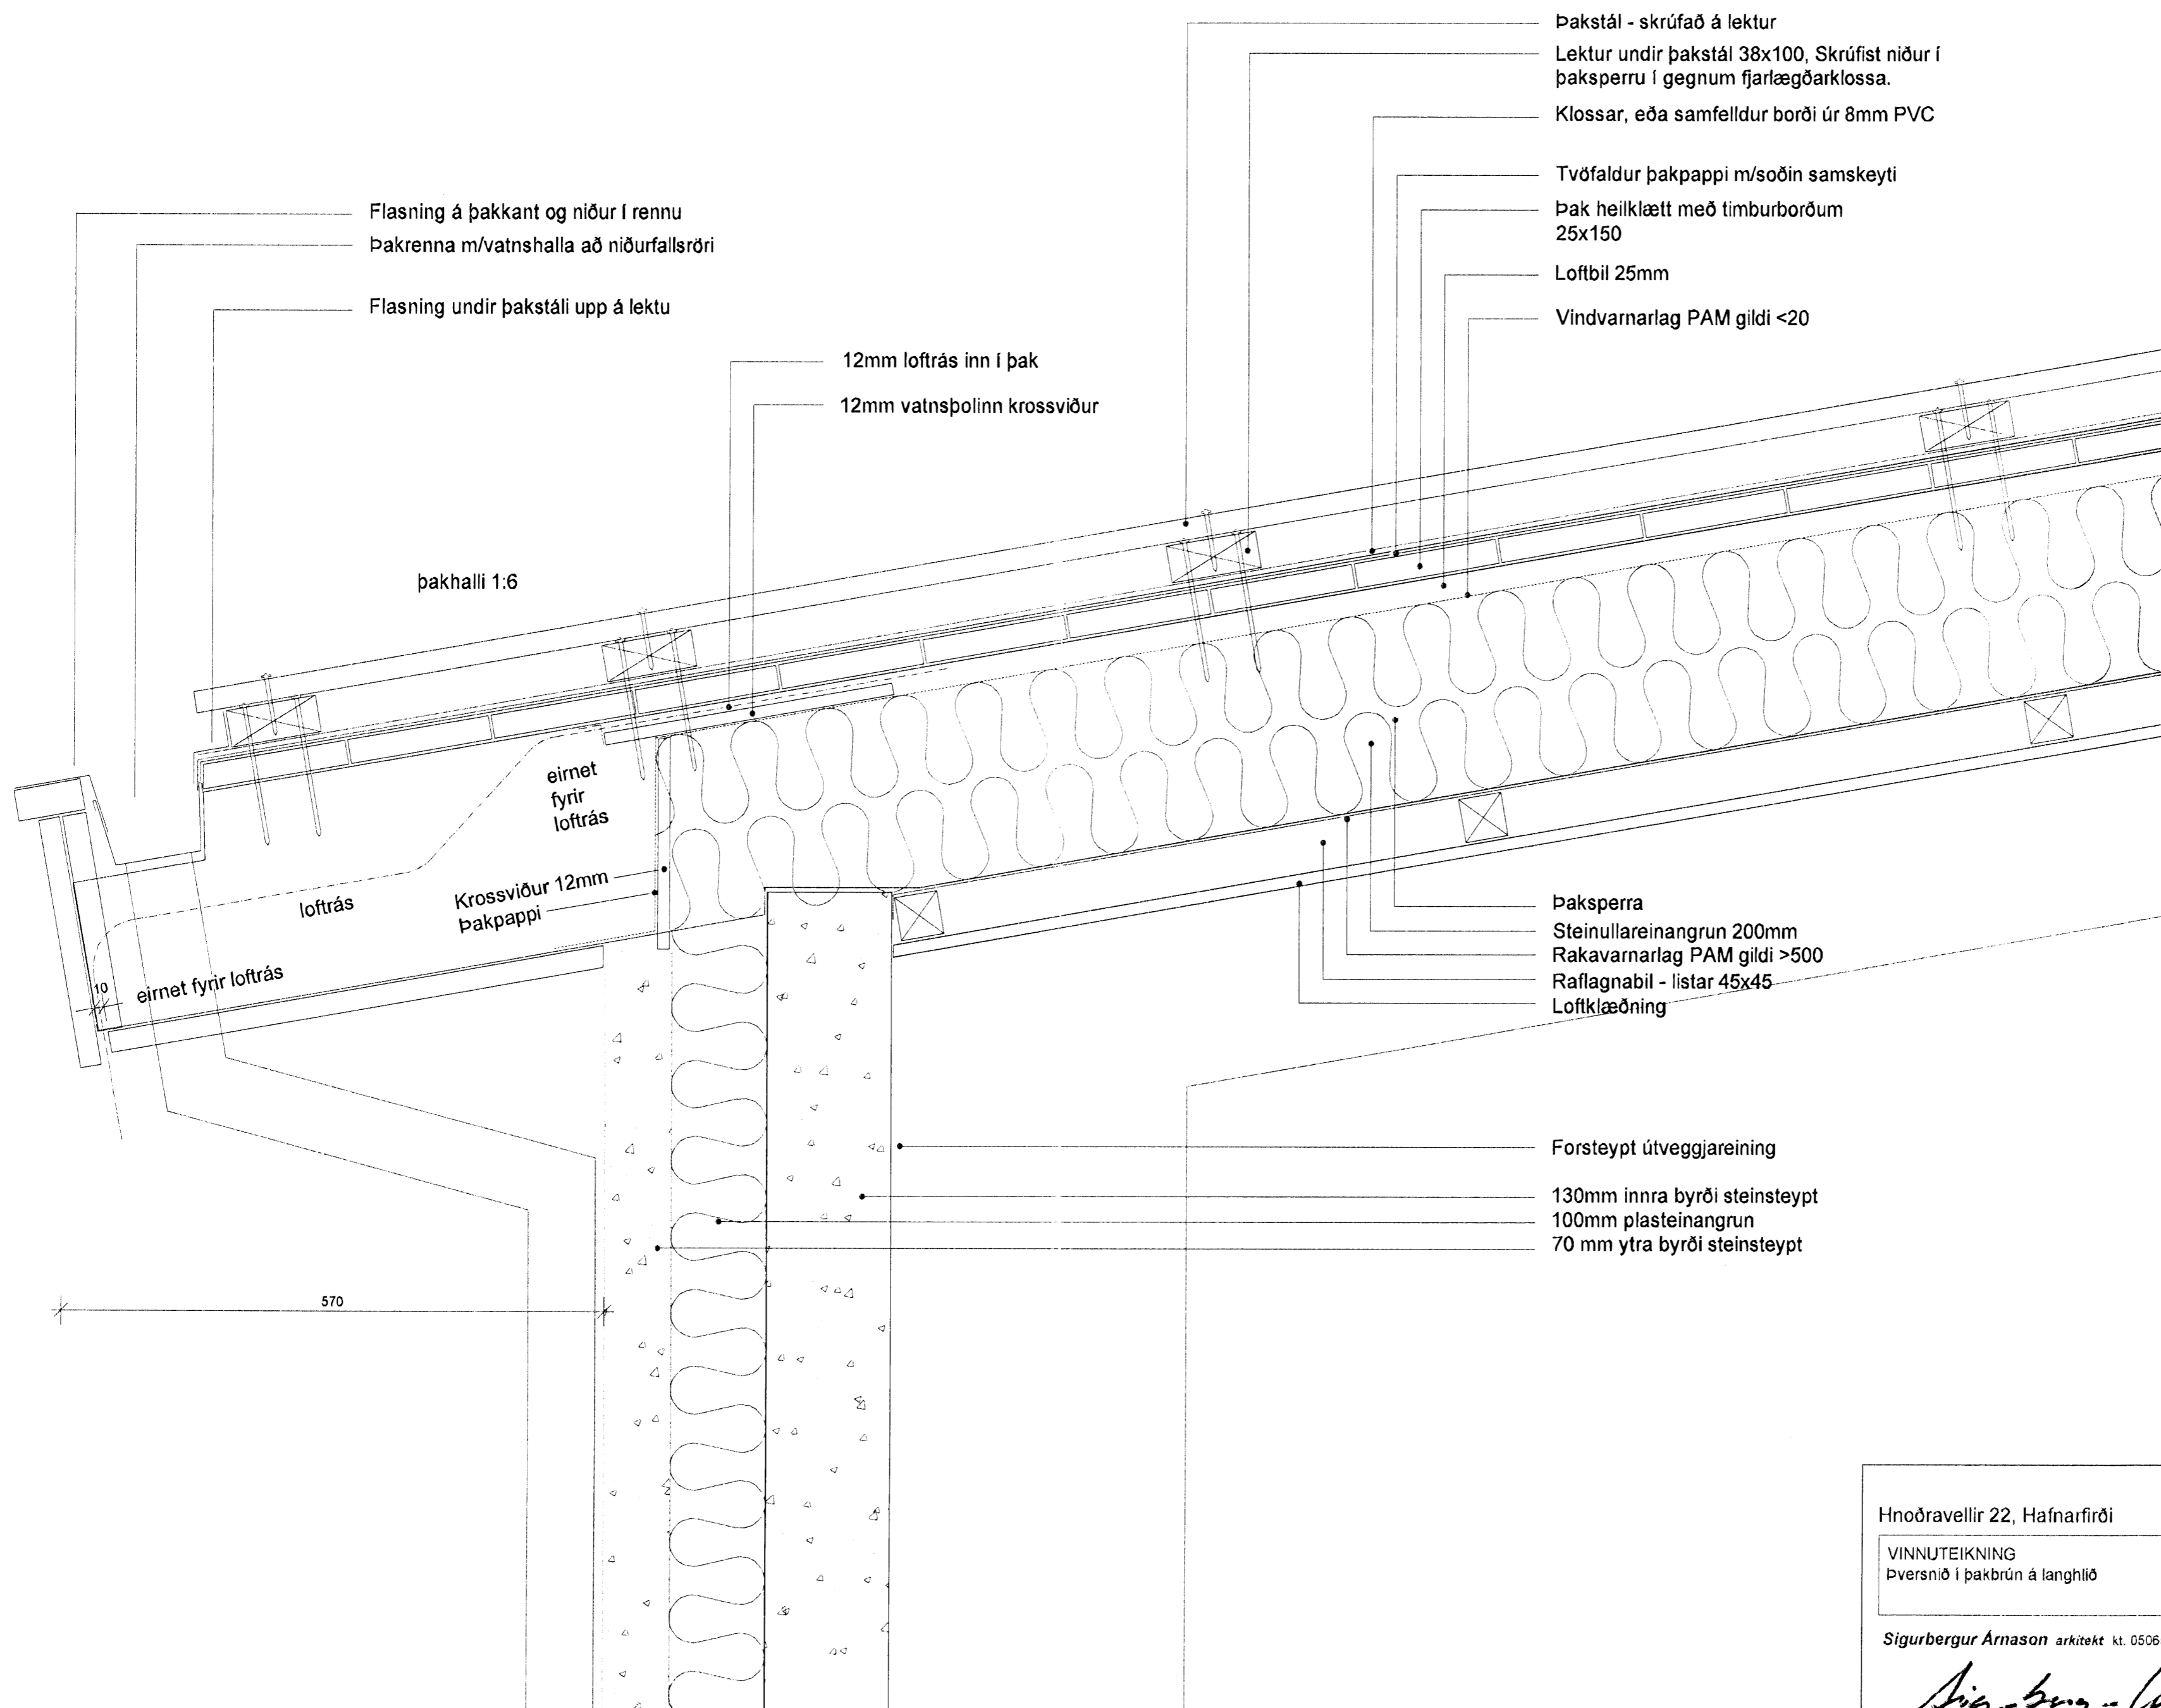 Þakstál - skrúfað á lektur
Lektur undir þakstál 38x100, Skrúfist niður í
þaksperru í gegnum fjarlægðarklossa.
Klossar, eða samfelldur borði úr 8mm PVC
Tvöfaldur þakpappi m/soðin samskeyti
Þak heilklætt með timburborðum
25x150
Loftbil 25mm
Vindvarnarlag PAM gildi <20
Flasning á þakkant og niður í rennu
Þakrenna m/vatnshalla að niðurfallsröri
Flasning undir þakstáli upp á lektu
12mm loftrás inn í þak
12mm vatnsþolinn krossviður
þakhalli 1:6
eirnet
fyrir
loftrás
Krossviður 12mm
Þakpappi
loftrás
eirnet fyrir loftrás
10
Þaksperra
Steinullareinangrun 200mm
Rakavarnarlag PAM gildi >500
Raflagnabil - listar 45x45
Loftklæðning
Forsteypt útveggjareining
130mm innra byrði steinsteypt
100mm plasteinangrun
70 mm ytra byrði steinsteypt
570
Hnoðravellir 22, Hafnarfirði
VINNUTEIKNING
Þversnið í þakbrún á langhlið
Sigurbergur Árnason arkitekt kt. 0506